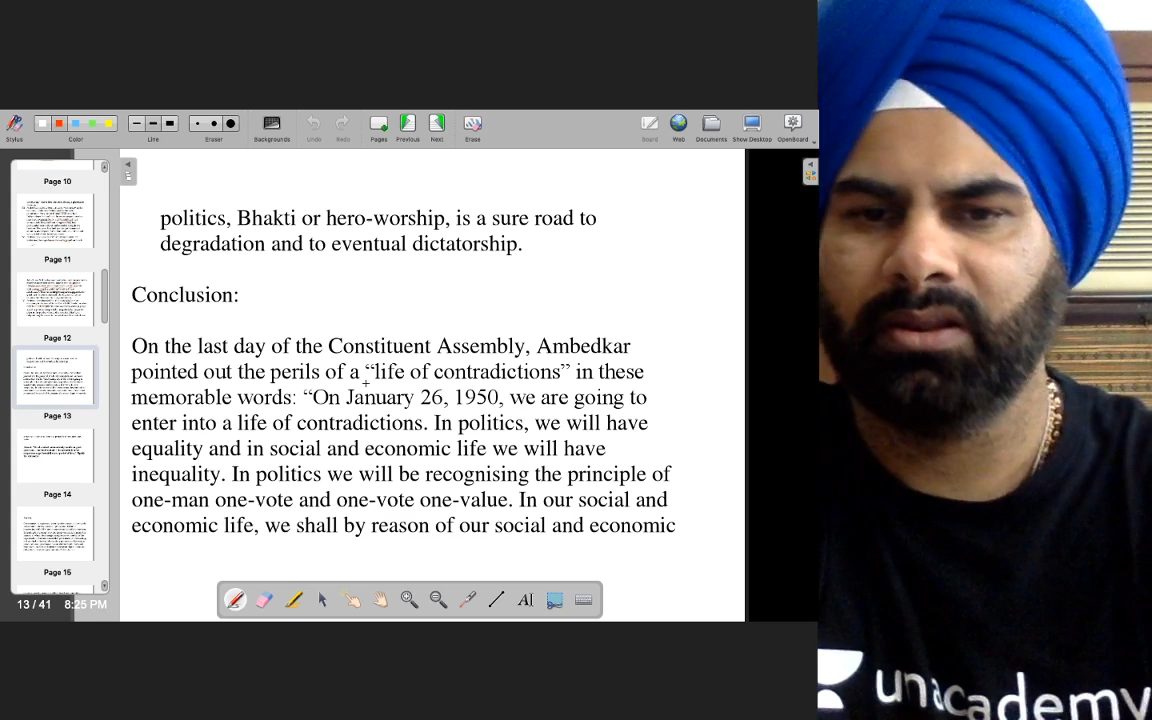 Stylus
Color
Line
Eraser
Backgrounds
Undo
Redo
Pages
Previous
Next
Erase
Board
Web
Documents
Show Desktop
OpenBoard
Page 10
Page 11
Page 12
Page 13
Page 14
Page 15
13 / 41 8:25 PM
politics, Bhakti or hero-worship, is a sure road to
degradation and to eventual dictatorship.
Conclusion:
On the last day of the Constituent Assembly, Ambedkar
pointed out the perils of a “life of contradictions” in these
memorable words: “On January 26, 1950, we are going to
enter into a life of contradictions. In politics, we will have
equality and in social and economic life we will have
inequality. In politics we will be recognising the principle of
one-man one-vote and one-vote one-value. In our social and
economic life, we shall by reason of our social and economic
AI
unacademy